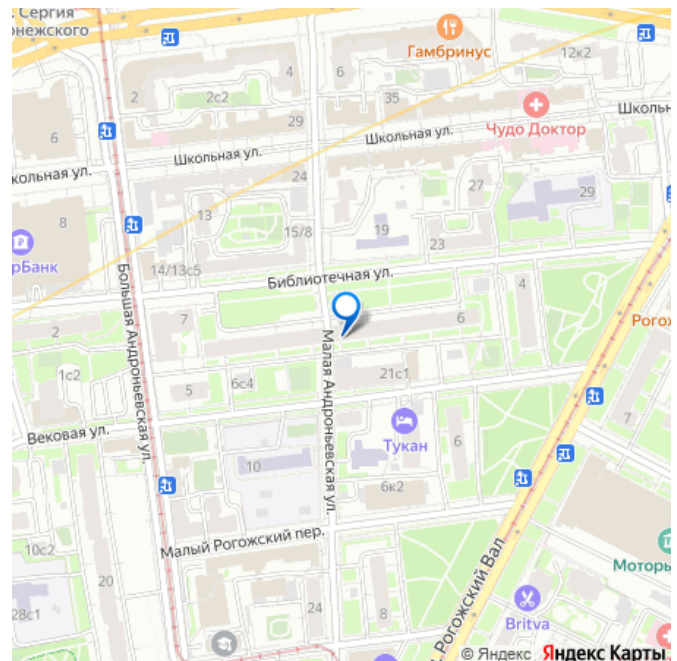 . Сергия
онежского
Гамбринус
12к2
4
6
2
2с2
35
29
Чудо Доктор
Школьн
6
Школьная ул.
Школьная ул.
кольная ул.
24
27
29
13
8
15/8
19
23
рБанк
14/13с5
Библиотечная ул.
4
Большая Андроньевская ул.
7
6
Рогож
2
Малая Андроньевская ул.
1с2
5
6с4
21с1
Вековая ул.
Тукан
6
7
10
6к2
Малый Рогожский пер.
10с2
Моторы
20
Рогожский Вал
28с1
24
8
Britva
© Яндекс Яндекс Карты